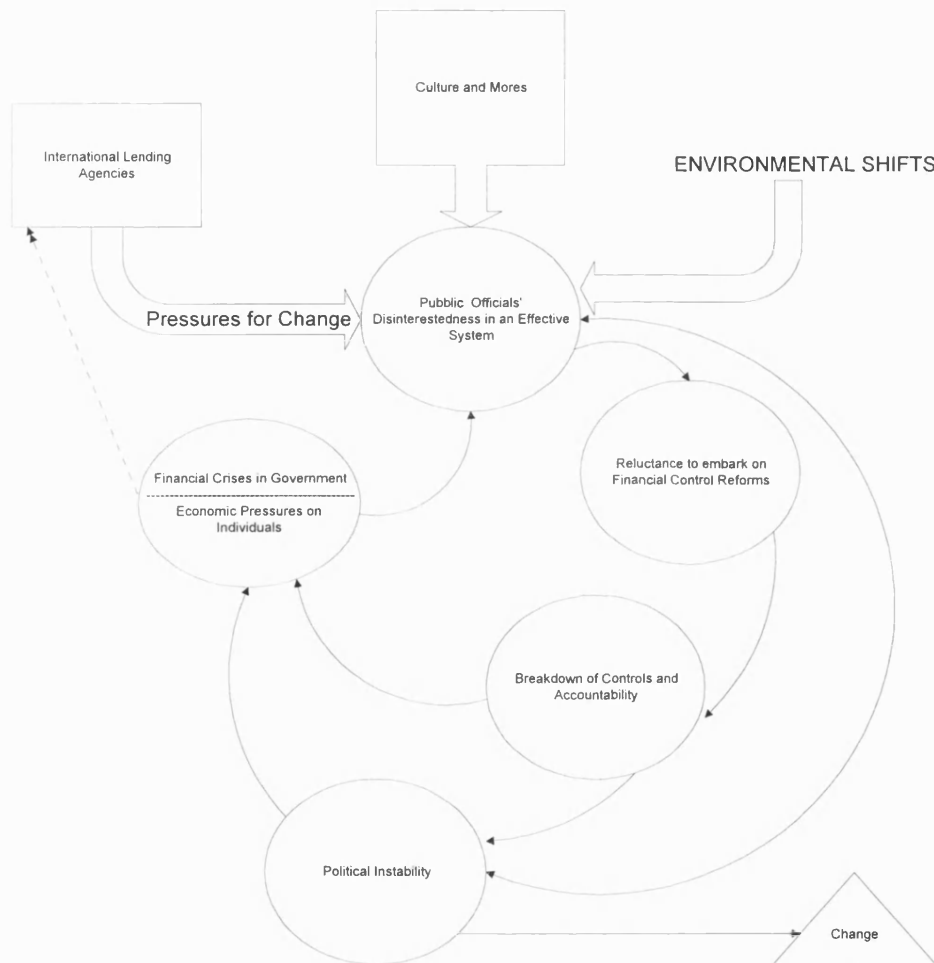 Culture and Mores
International Lending
Agencies
ENVIRONMENTAL SHIFTS
Pressures for Change
Pubblic Officials'
Disinterestedness in an Effective
System
Financial Crises in Government
Economic Pressures on
Individuals
Reluctance to embark on
Financial Control Reforms
Breakdown of Controls and
Accountability
Political Instability
Change